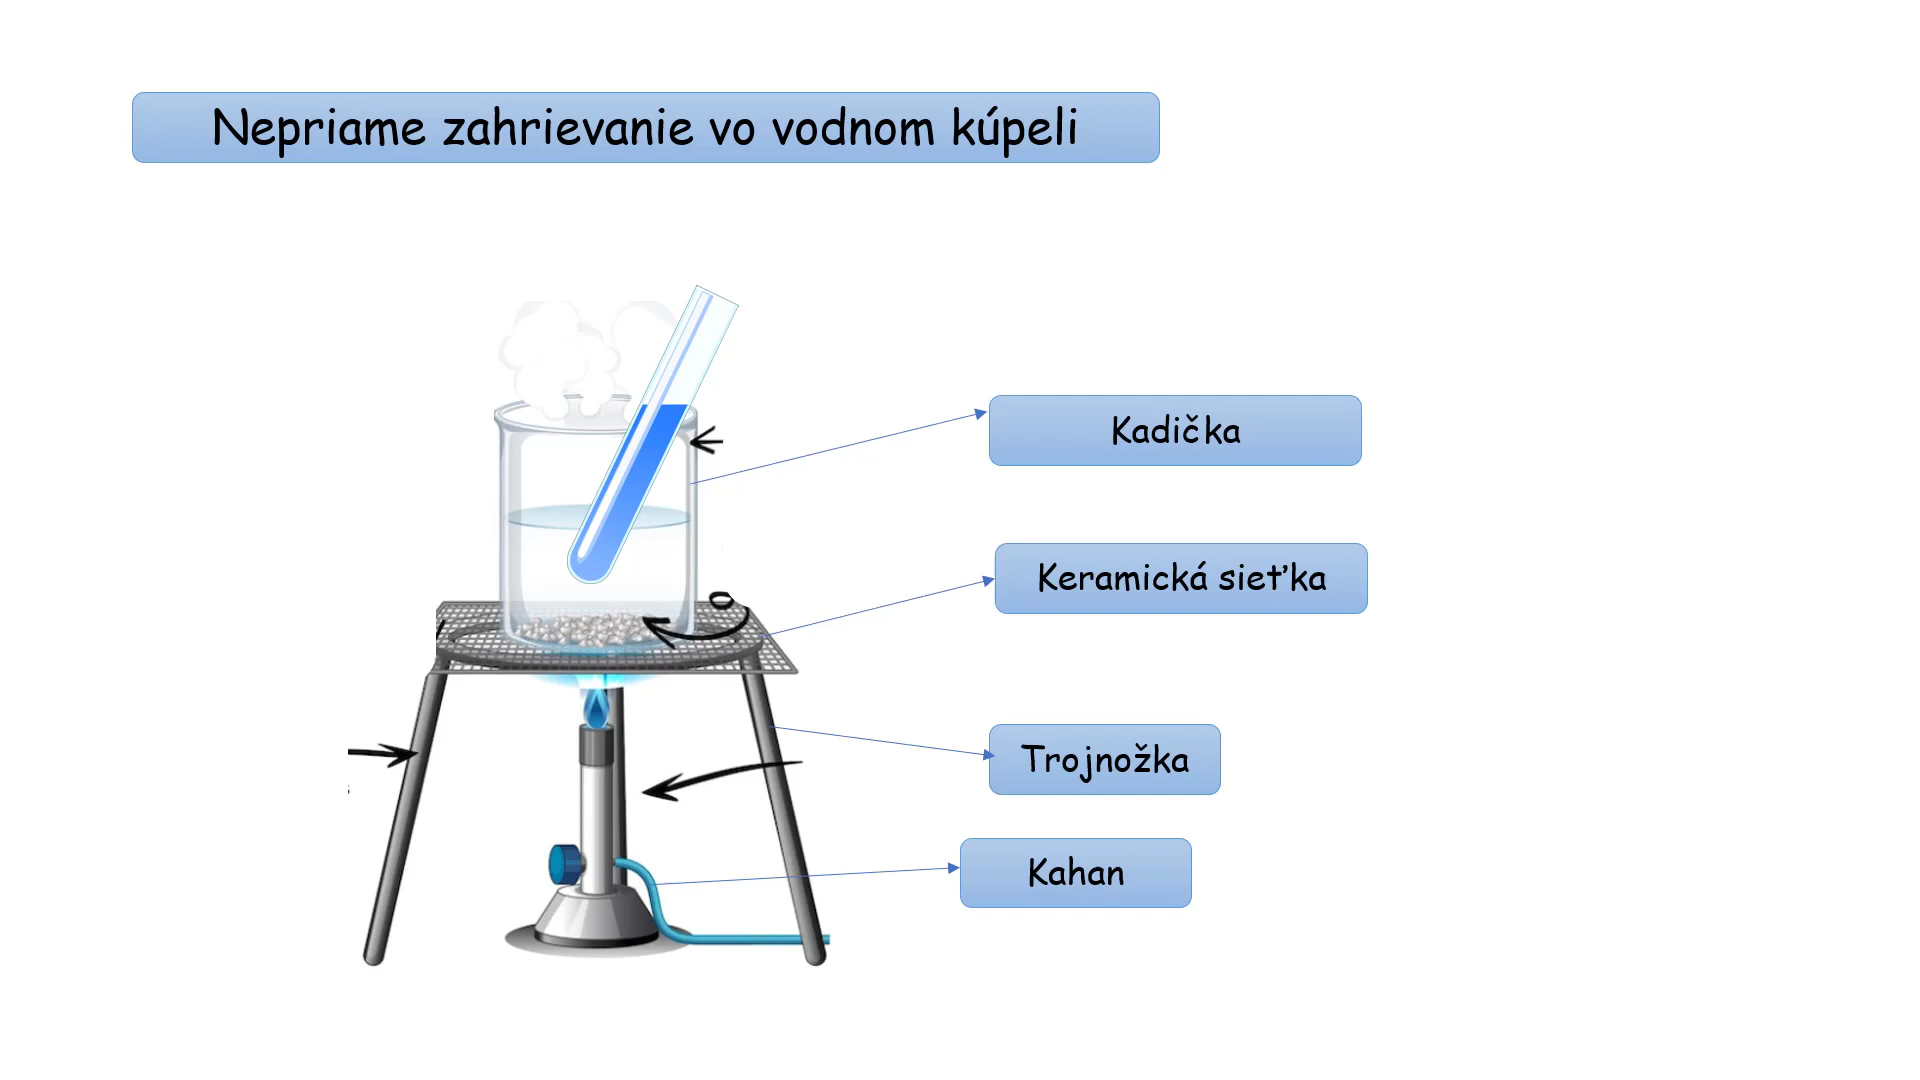 Nepriame zahrievanie vo vodnom kúpeli
Kadička
Keramická sieťka
Trojnožka
Kahan